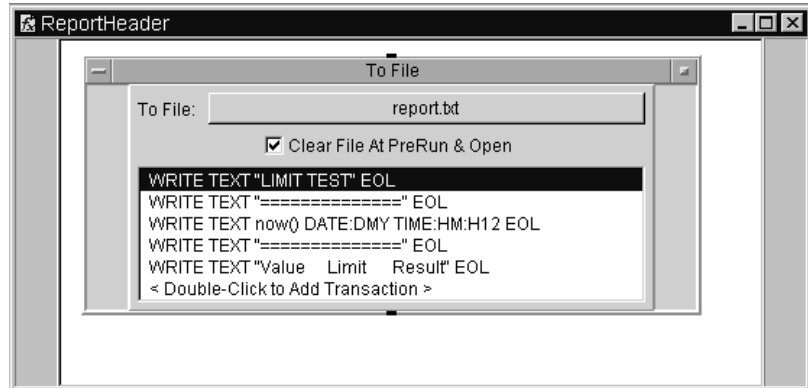 ReportHeader
To File
To File: report.txt
Clear File At PreRun & Open
WRITE TEXT "LIMIT TEST" EOL
WRITE TEXT "==============" EOL
WRITE TEXT now() DATE:DMY TIME:HM:H12 EOL
WRITE TEXT "==============" EOL
WRITE TEXT "Value Limit Result" EOL
< Double-Click to Add Transaction >